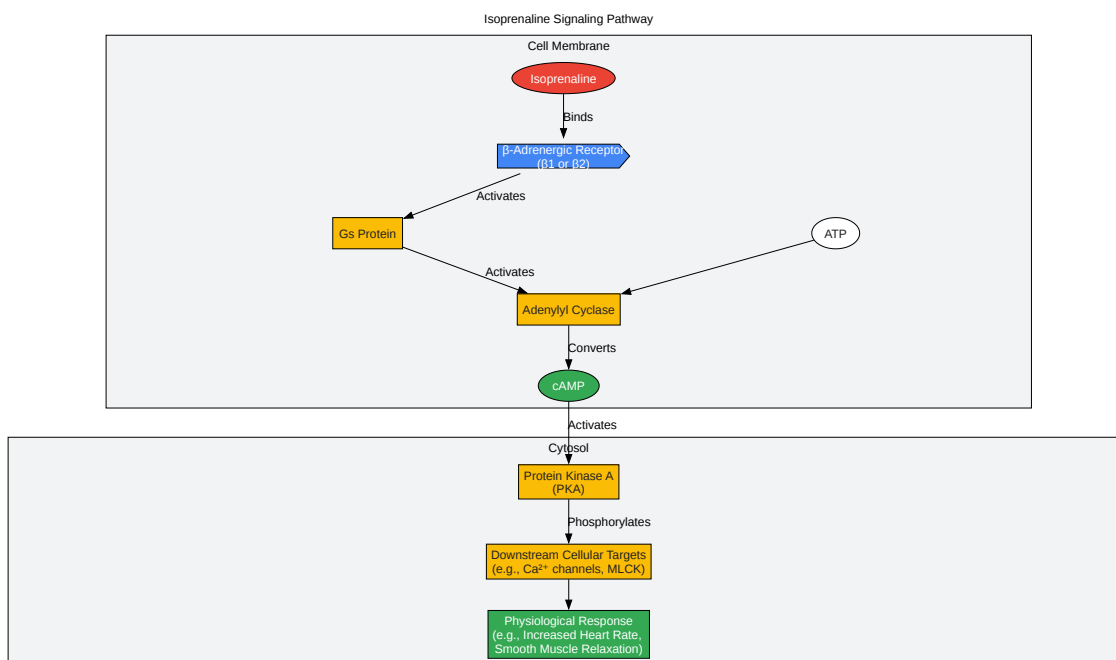 Isoprenaline Signaling Pathway
Cell Membrane
Isoprenaline
Binds
β-Adrenergic Receptor
(β1 or β2)
Activates
Gs Protein
ATP
Activates
Adenylyl Cyclase
Converts
cAMP
Activates
Cytosol
Protein Kinase A
(PKA)
Phosphorylates
Downstream Cellular Targets
(e.g., Ca²⁺ channels, MLCK)
Physiological Response
(e.g., Increased Heart Rate,
Smooth Muscle Relaxation)